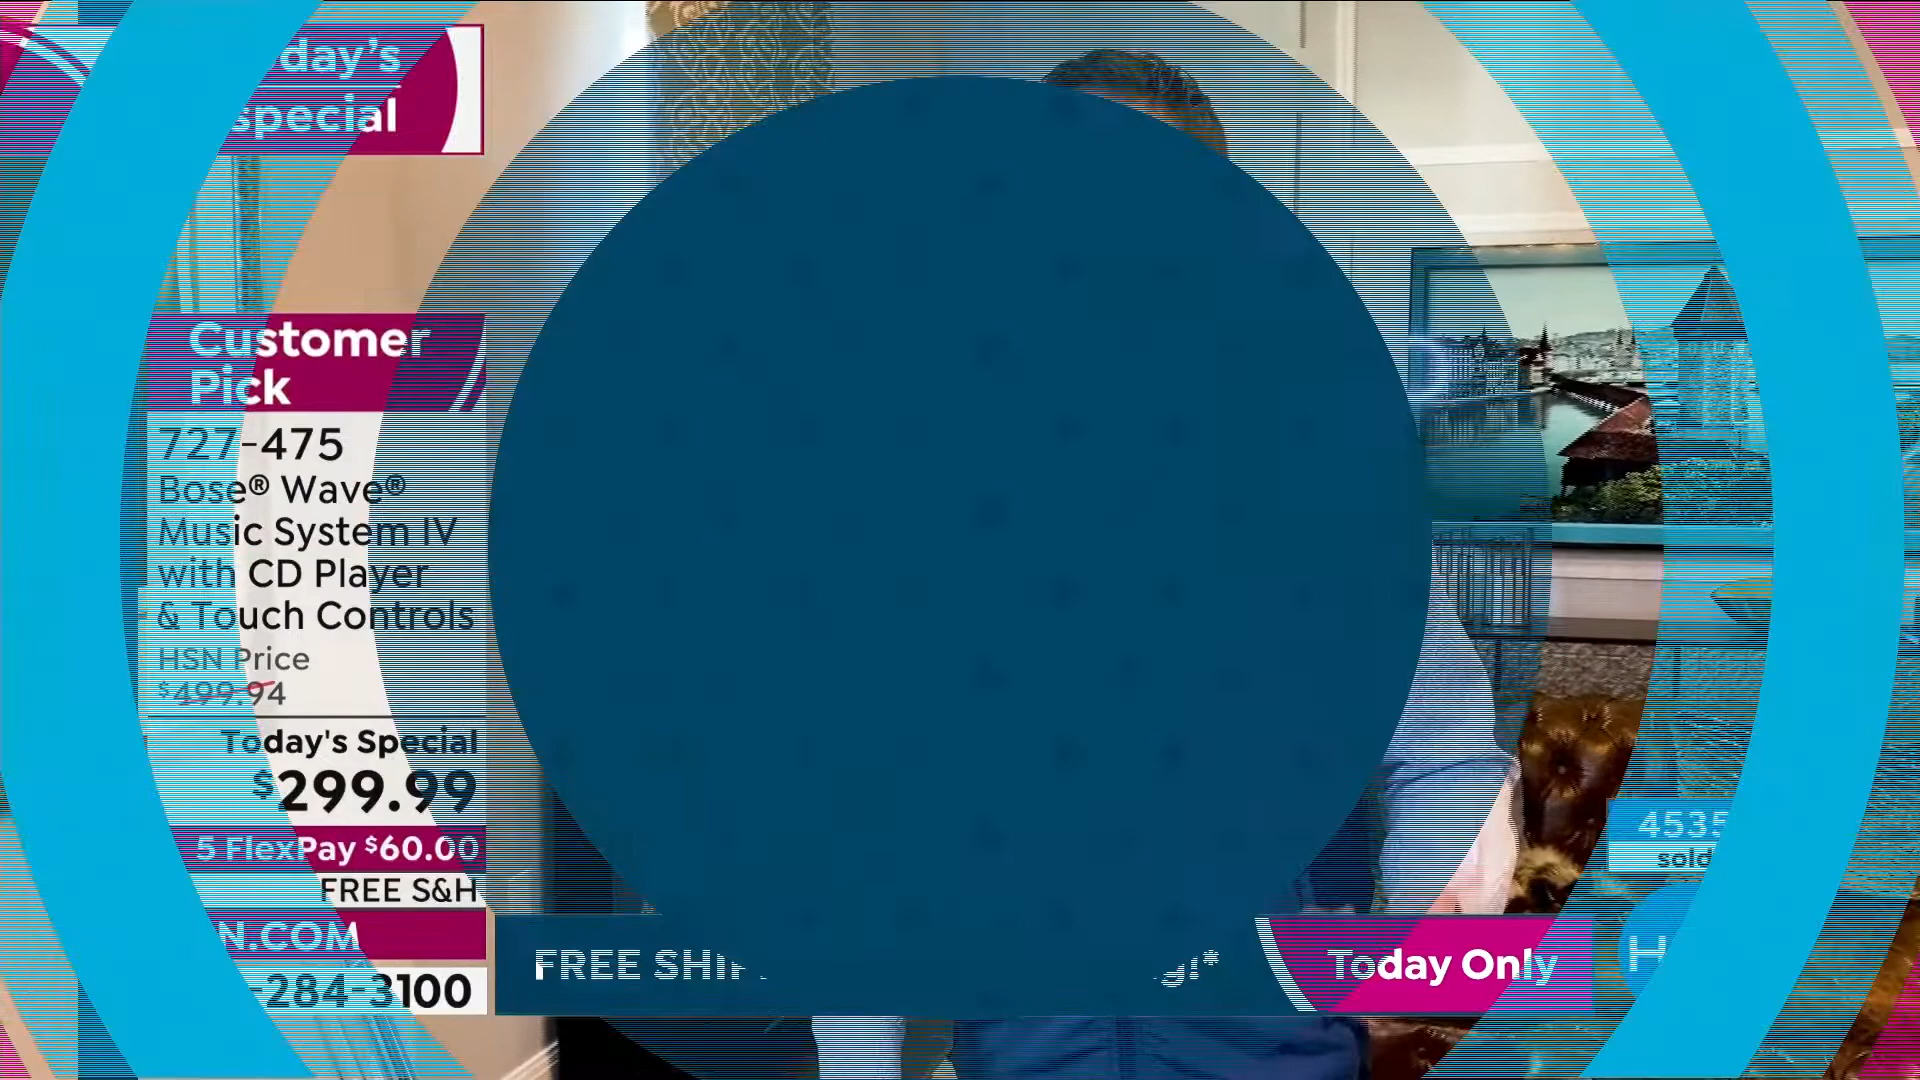 day's
special
Customer
Pick
727-475
Bose® Wave®
Music System IV
with CD Player
& Touch Controls
HSN Price
$499.94
Today's Special
$299.99
5 FlexPay $60.00
FREE S&H
N.COM
-284-3100
FREE
Today Only
4535
sold
H